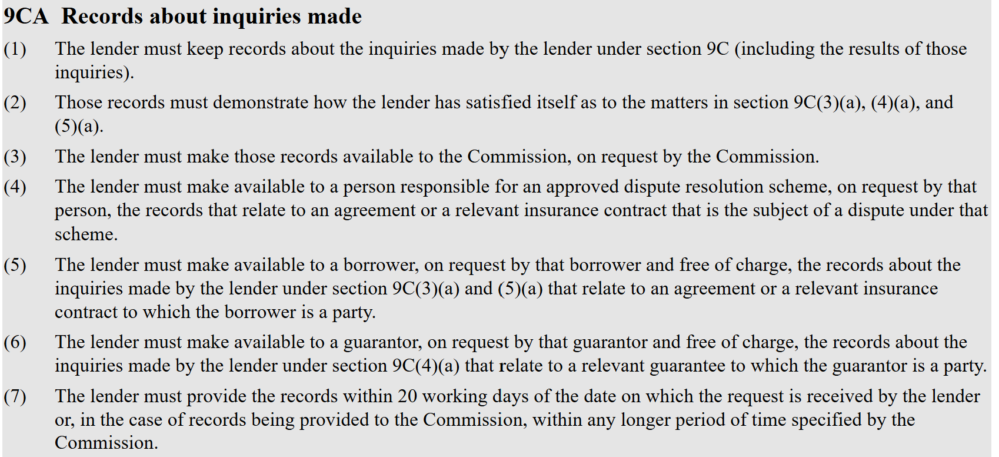 9CA Records about inquiries made
(1) The lender must keep records about the inquiries made by the lender under section 9C (including the results of those
inquiries).
(2) Those records must demonstrate how the lender has satisfied itself as to the matters in section 9C(3)(a), (4)(a), and
(5)(a).
(3) The lender must make those records available to the Commission, on request by the Commission.
(4) The lender must make available to a person responsible for an approved dispute resolution scheme, on request by that
person, the records that relate to an agreement or a relevant insurance contract that is the subject of a dispute under that
scheme.
(5) The lender must make available to a borrower, on request by that borrower and free of charge, the records about the
inquiries made by the lender under section 9C(3)(a) and (5)(a) that relate to an agreement or a relevant insurance
contract to which the borrower is a party.
(6) The lender must make available to a guarantor, on request by that guarantor and free of charge, the records about the
inquiries made by the lender under section 9C(4)(a) that relate to a relevant guarantee to which the guarantor is a party.
(7) The lender must provide the records within 20 working days of the date on which the request is received by the lender
or, in the case of records being provided to the Commission, within any longer period of time specified by the
Commission.